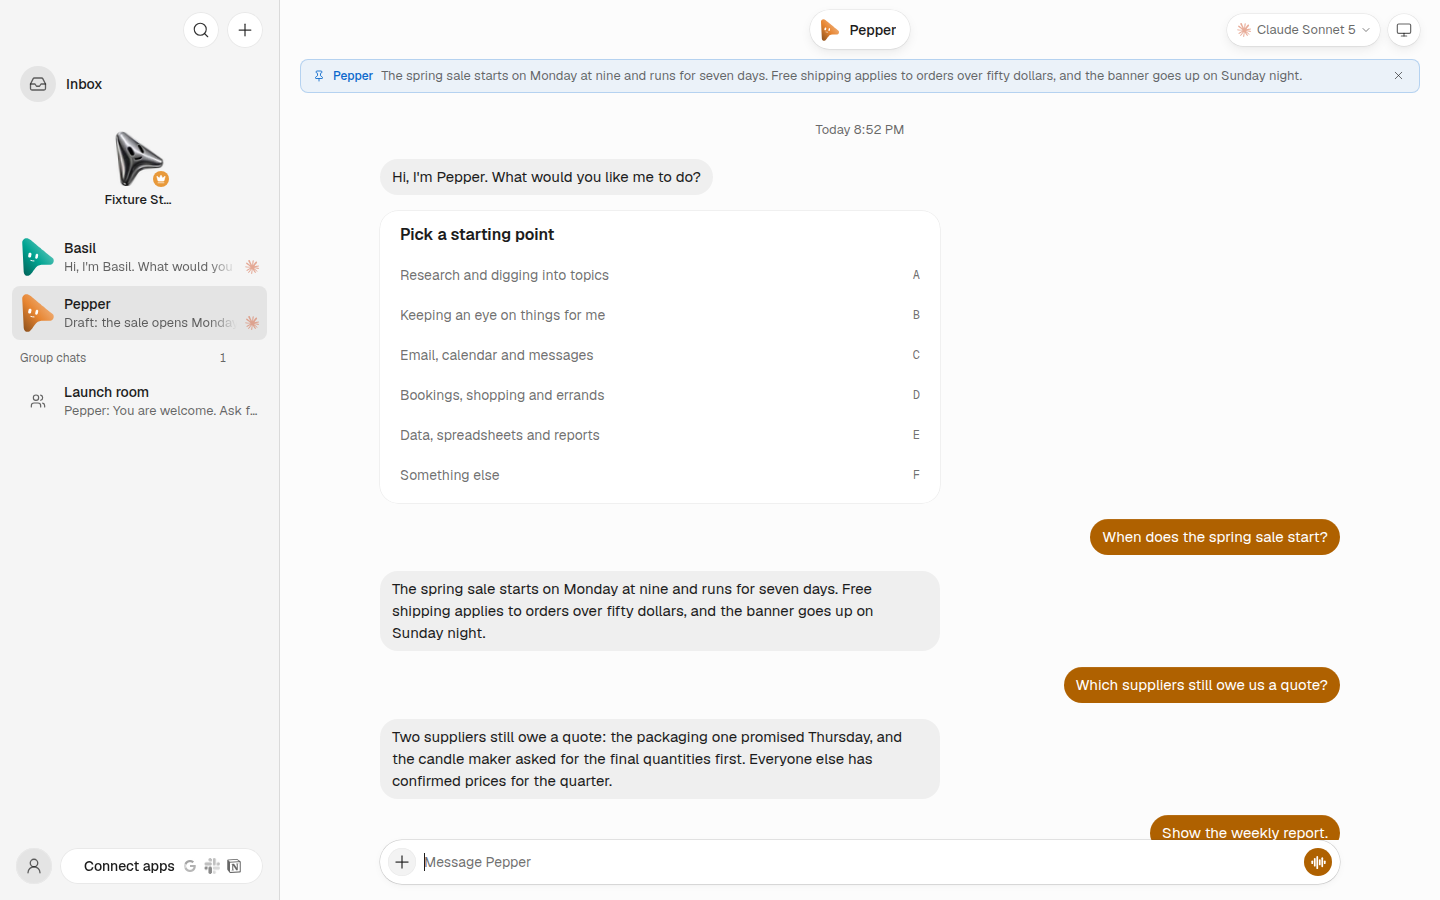 Inbox
Fixture St...
Basil
Hi, I'm Basil. What would you
Pepper
Draft: the sale opens Monday
Group chats 1
Launch room
Pepper: You are welcome. Ask f...
Connect apps
Pepper
Claude Sonnet 5
Pepper The spring sale starts on Monday at nine and runs for seven days. Free shipping applies to orders over fifty dollars, and the banner goes up on Sunday night.
Today 8:52 PM
Hi, I'm Pepper. What would you like me to do?
Pick a starting point
Research and digging into topics A
Keeping an eye on things for me B
Email, calendar and messages C
Bookings, shopping and errands D
Data, spreadsheets and reports E
Something else F
When does the spring sale start?
The spring sale starts on Monday at nine and runs for seven days. Free
shipping applies to orders over fifty dollars, and the banner goes up on
Sunday night.
Which suppliers still owe us a quote?
Two suppliers still owe a quote: the packaging one promised Thursday, and
the candle maker asked for the final quantities first. Everyone else has
confirmed prices for the quarter.
Show the weekly report.
Message Pepper